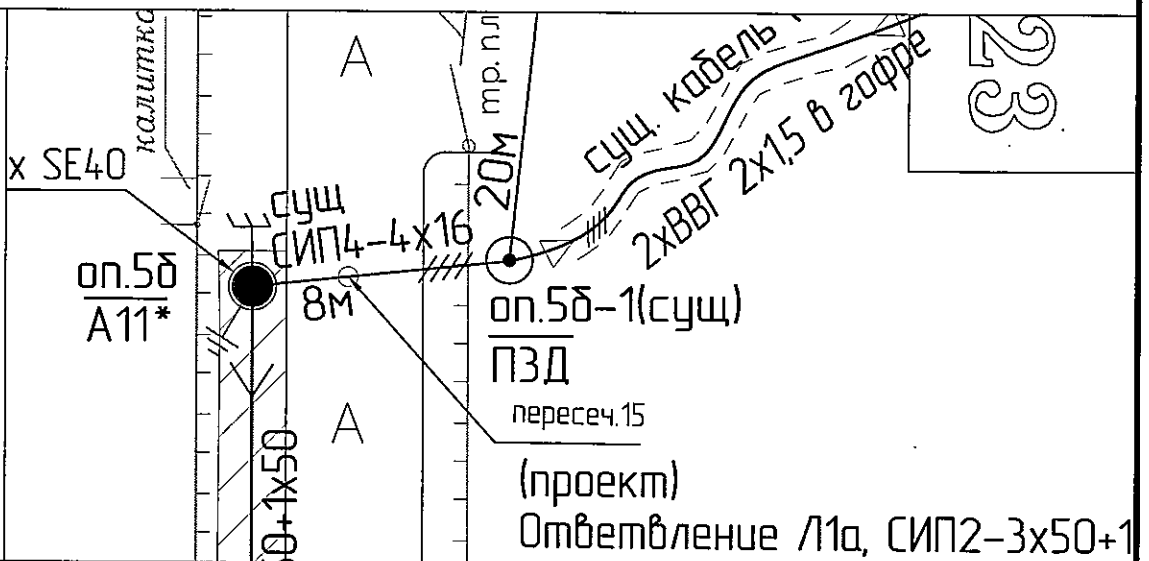 калитка
А
тр. пл
сущ. кабель
23
2хВВГ 2х1,5 в гофре
х SE40
20м
сущ
СИП4-4х16
оп.5б
А11*
8м
оп.5б-1(сущ)
ПЗД
пересеч.15
А
0+1х50
(проект)
Ответвление Л1а, СИП2-3х50+1